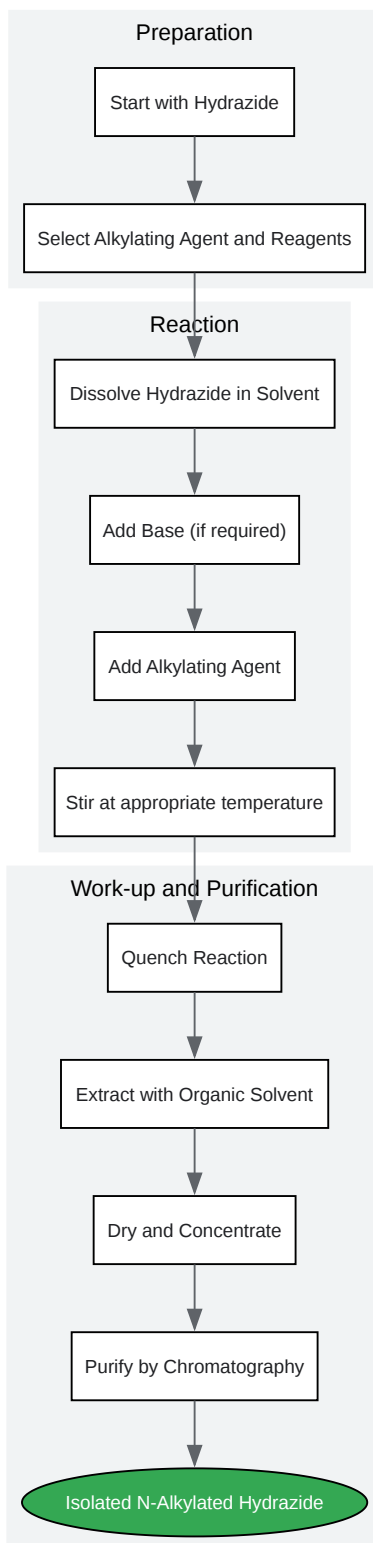 Preparation
Start with Hydrazide
Select Alkylating Agent and Reagents
Reaction
Dissolve Hydrazide in Solvent
Add Base (if required)
Add Alkylating Agent
Stir at appropriate temperature
Work-up and Purification
Quench Reaction
Extract with Organic Solvent
Dry and Concentrate
Purify by Chromatography
Isolated N-Alkylated Hydrazide